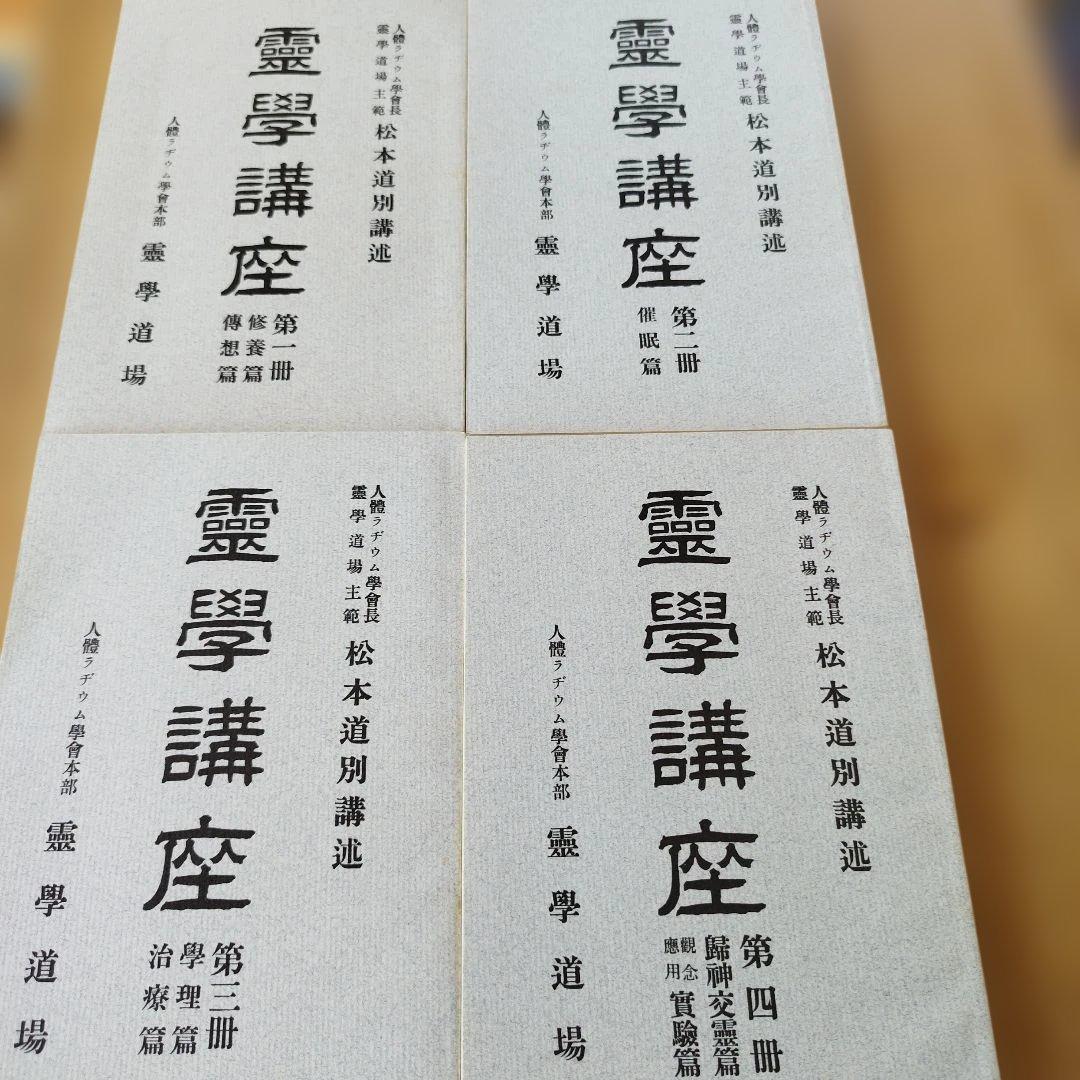 人體ラヂウム學會長
靈學道場主範
松本道別講述
靈學講座
第一冊
修養篇
傳想篇
人體ラヂウム學會本部
靈學道場
人體ラヂウム學會長
靈學道場主範
松本道別講述
靈學講座
第二冊
催眠篇
人體ラヂウム學會本部
靈學道場
人體ラヂウム學會長
靈學道場主範
松本道別講述
靈學講座
第三冊
學理篇
治療篇
人體ラヂウム學會本部
靈學道場
人體ラヂウム學會長
靈學道場主範
松本道別講述
靈學講座
第四冊
歸神交靈篇
觀念應用實驗篇
人體ラヂウム學會本部
靈學道場